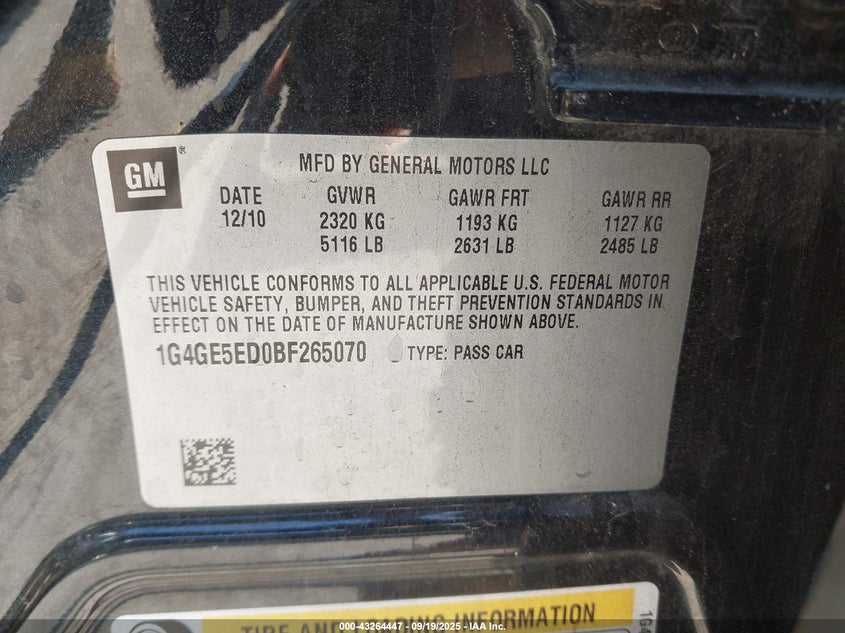 GM
MFD BY GENERAL MOTORS LLC
DATE GVWR GAWR FRT GAWR RR
12/10 2320 KG 1193 KG 1127 KG
5116 LB 2631 LB 2485 LB
THIS VEHICLE CONFORMS TO ALL APPLICABLE U.S. FEDERAL MOTOR
VEHICLE SAFETY, BUMPER, AND THEFT PREVENTION STANDARDS IN
EFFECT ON THE DATE OF MANUFACTURE SHOWN ABOVE.
1G4GE5ED0BF265070 TYPE: PASS CAR
TIRE AND LOADING INFORMATION
1G4
000-43264447 - 09/19/2025 - IAA Inc.